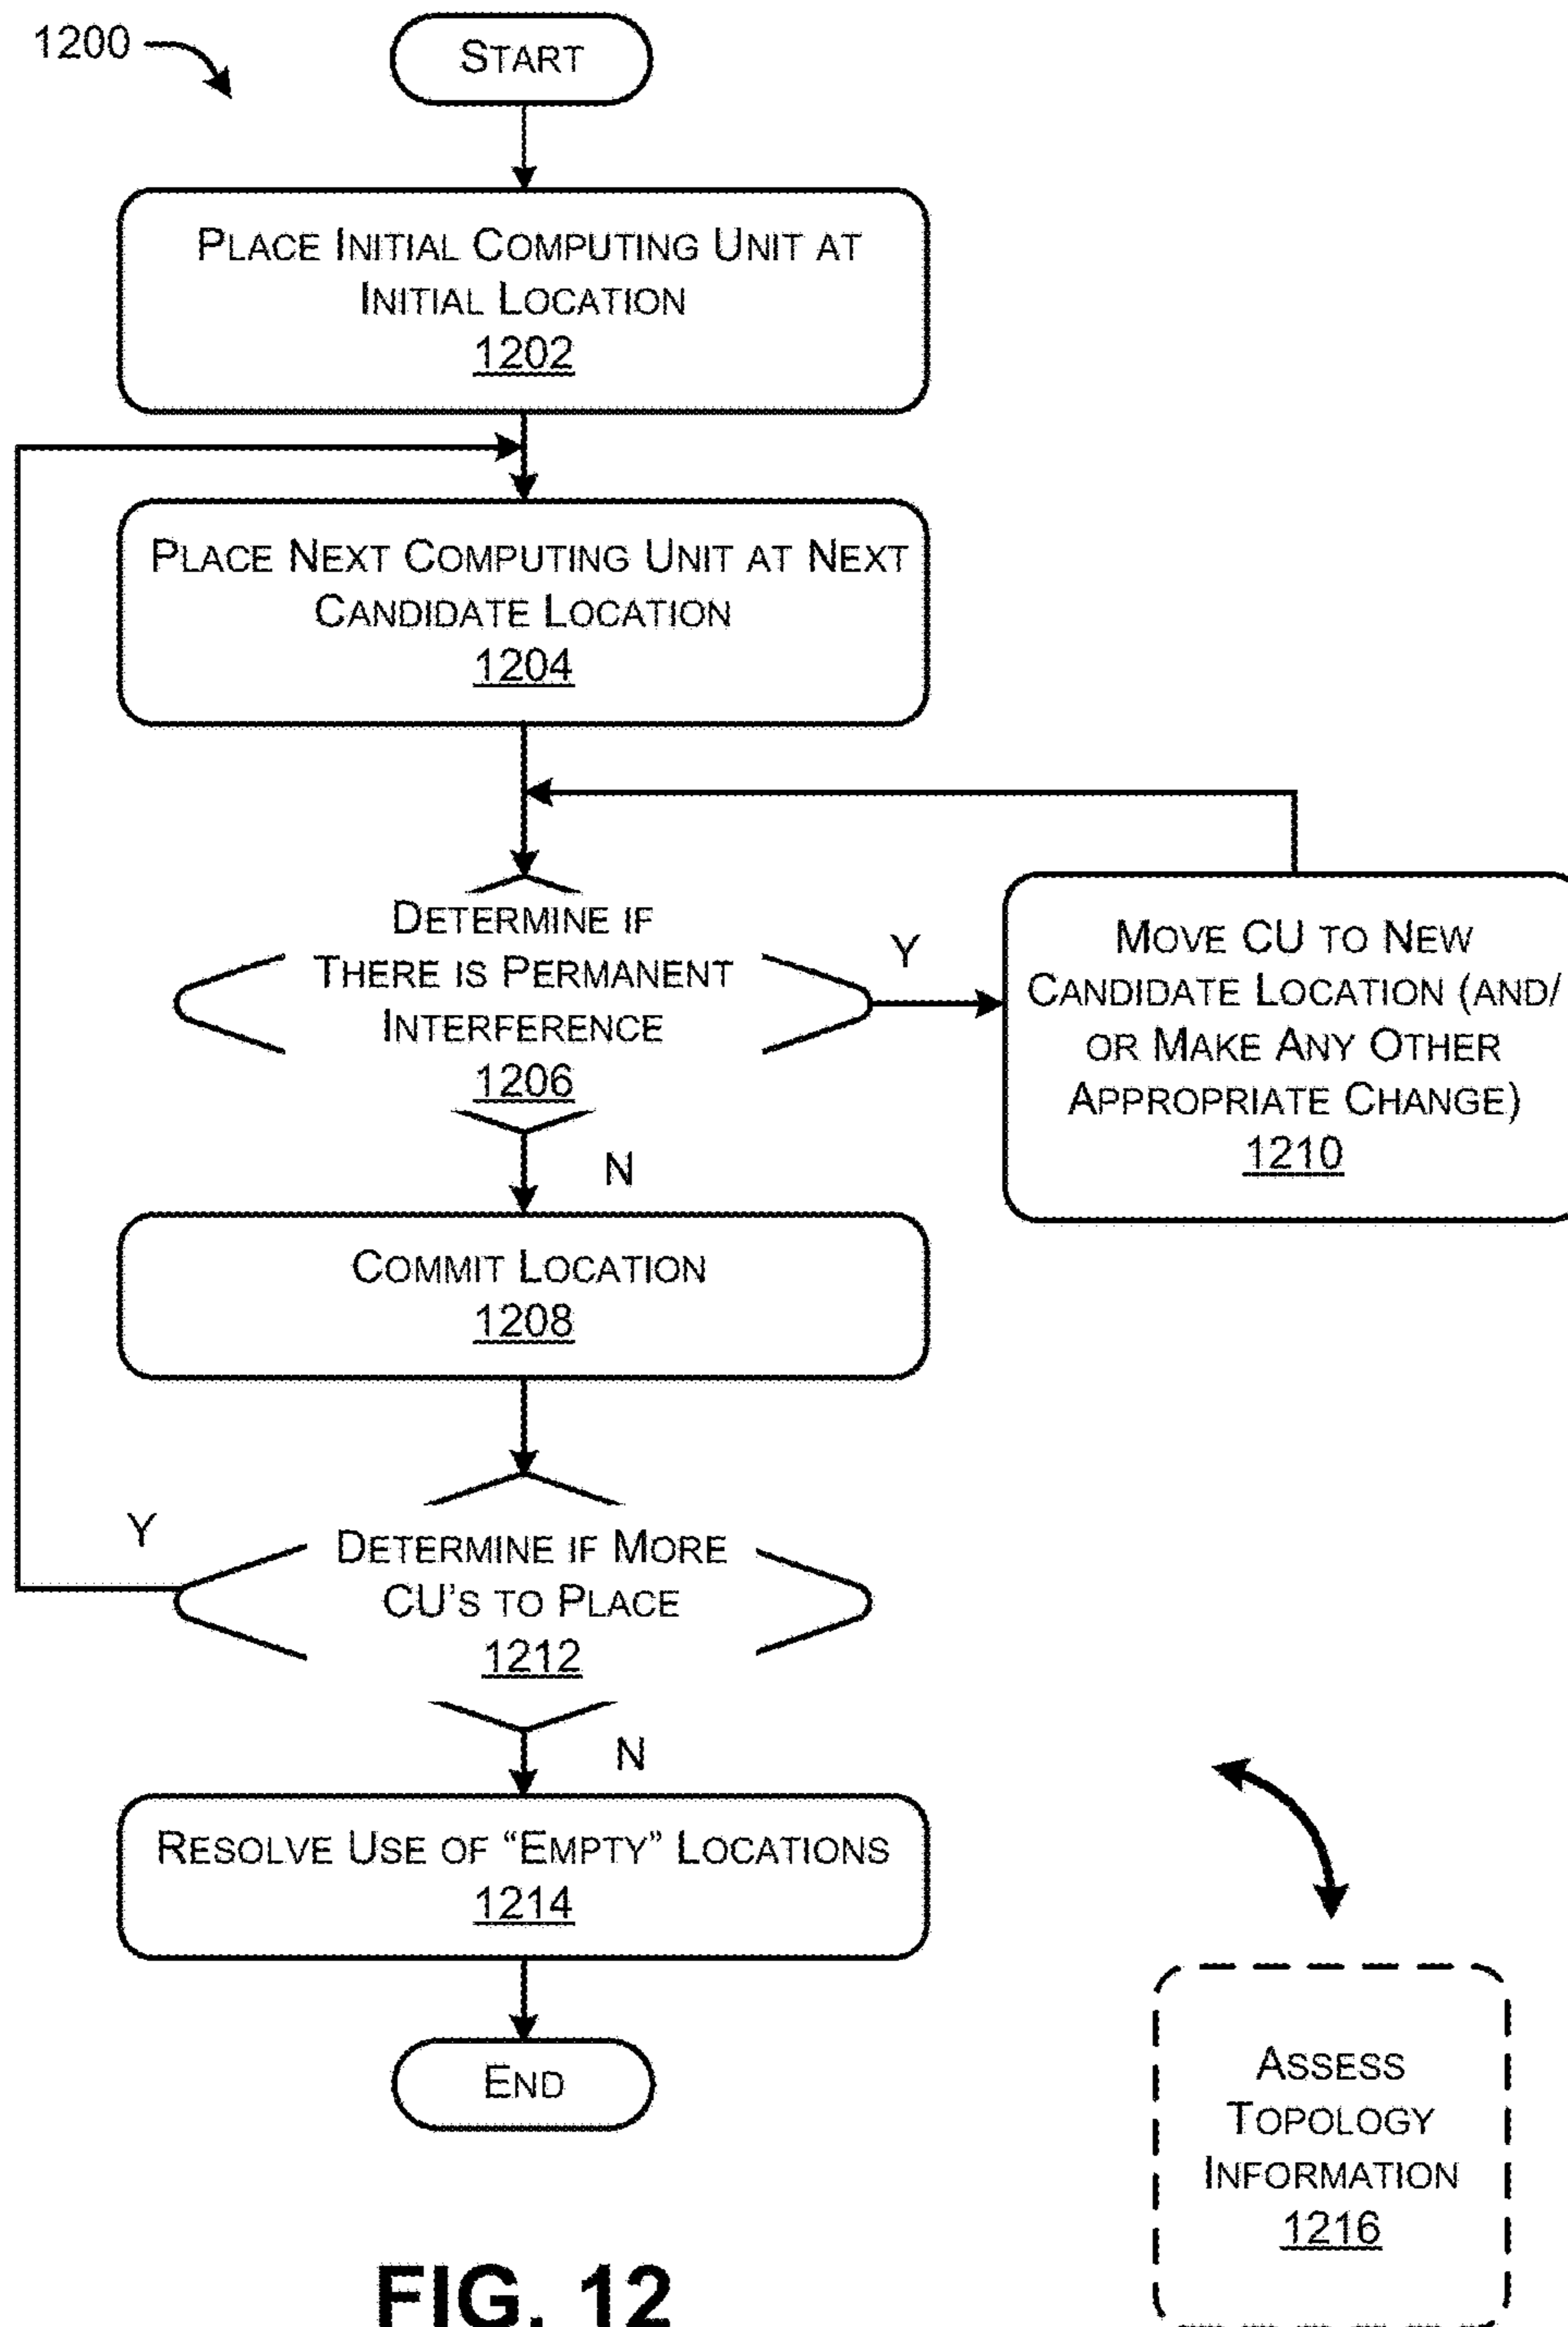 1200
START
PLACE INITIAL COMPUTING UNIT AT
INITIAL LOCATION
1202
PLACE NEXT COMPUTING UNIT AT NEXT
CANDIDATE LOCATION
1204
DETERMINE IF
THERE IS PERMANENT
INTERFERENCE
1206
Y
MOVE CU TO NEW
CANDIDATE LOCATION (AND/
OR MAKE ANY OTHER
APPROPRIATE CHANGE)
1210
N
COMMIT LOCATION
1208
Y
DETERMINE IF MORE
CU'S TO PLACE
1212
N
RESOLVE USE OF “EMPTY” LOCATIONS
1214
END
ASSESS
TOPOLOGY
INFORMATION
1216
FIG. 12